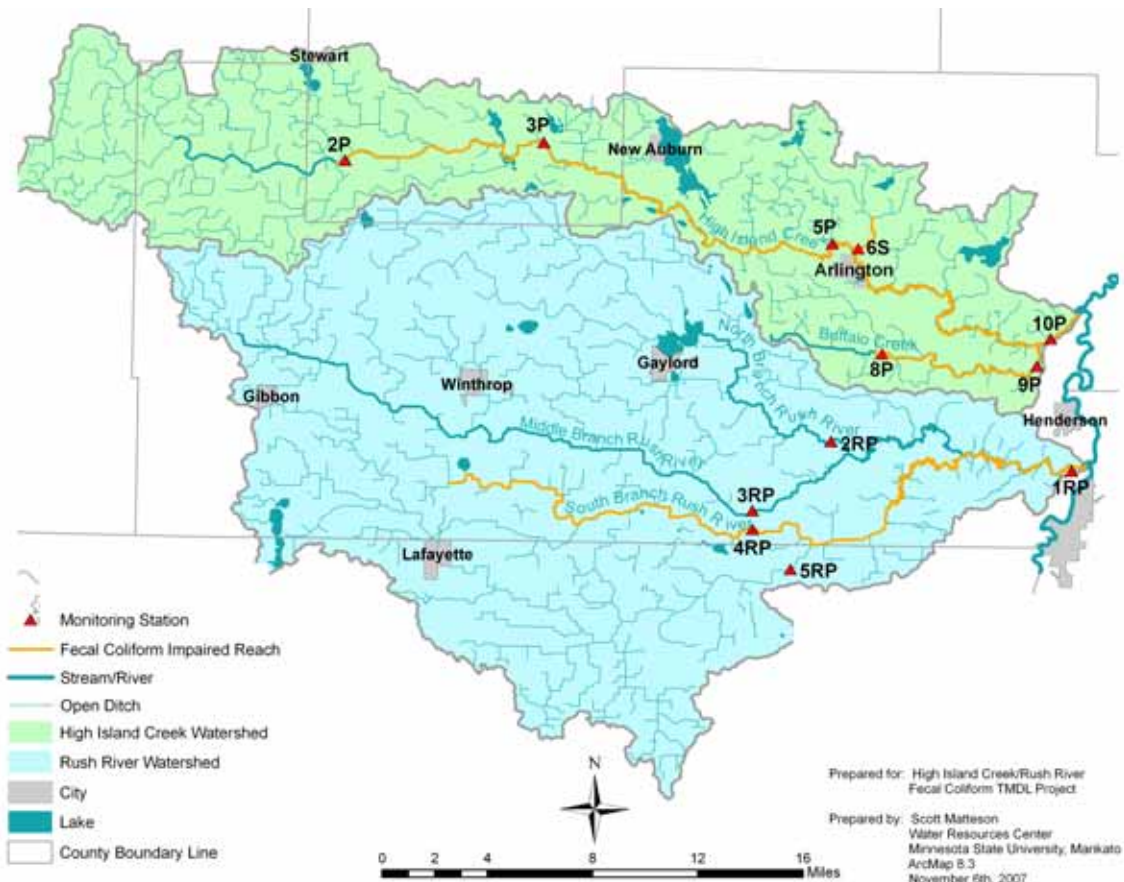 Stewart
2P
3P
New Auburn
High Island Creek
5P
6S
Arlington
10P
Buffalo Creek
8P
9P
North Branch Rush River
Gaylord
Winthrop
Gibbon
Henderson
Middle Branch Rush River
2RP
1RP
3RP
South Branch Rush River
4RP
Lafayette
5RP
Monitoring Station
Fecal Coliform Impaired Reach
Stream/River
Open Ditch
High Island Creek Watershed
Rush River Watershed
City
Lake
County Boundary Line
N
0 2 4 8 12 16
Miles
Prepared for: High Island Creek/Rush River
Fecal Coliform TMDL Project
Prepared by: Scott Matteson
Water Resources Center
Minnesota State University, Mankato
ArcMap 8.3
November 6th, 2007